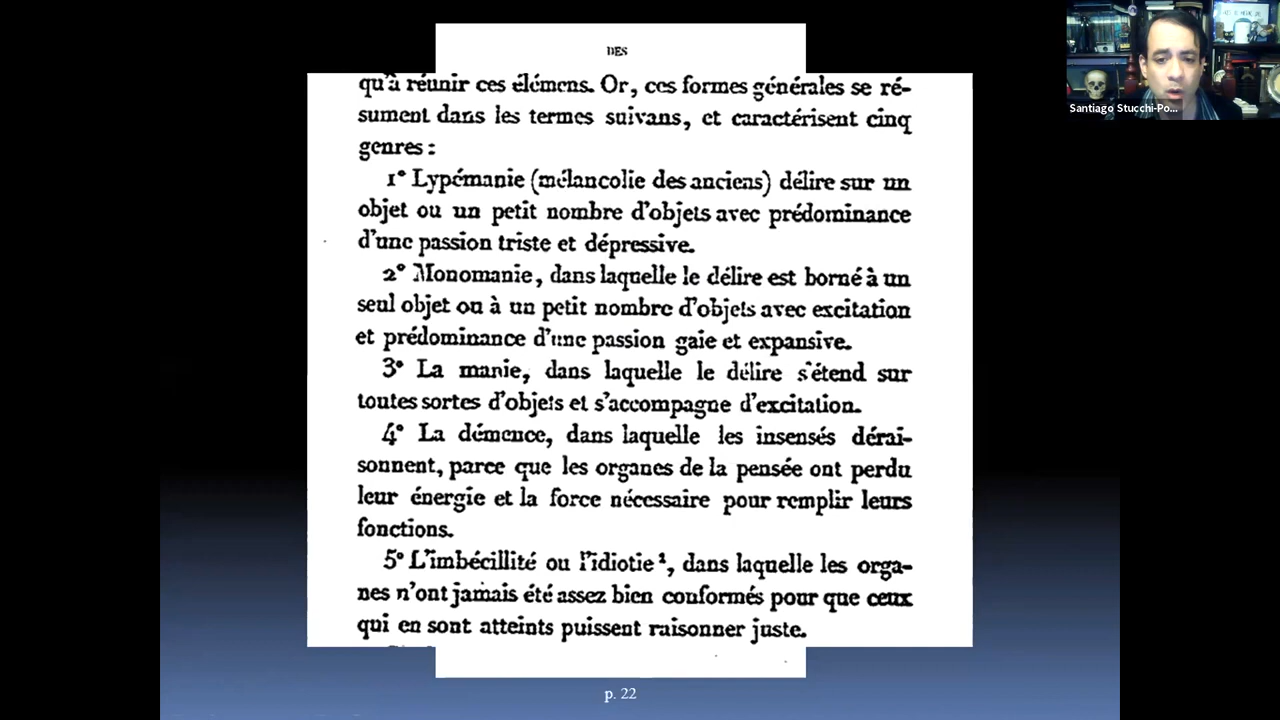 DES
qu'à réunir ces élémens. Or, ces formes générales se ré-
sument dans les termes suivans, et caractérisent cinq
genres :
1° Lypémanie (mélancolie des anciens) délire sur un
objet ou un petit nombre d'objets avec prédominance
d'une passion triste et dépressive.
2° Monomanie, dans laquelle le délire est borné à un
seul objet ou à un petit nombre d'objets avec excitation
et prédominance d'une passion gaie et expansive.
3° La manie, dans laquelle le délire s'étend sur
toutes sortes d'objets et s'accompagne d'excitation.
4° La démence, dans laquelle les insensés dérai-
sonnent, parce que les organes de la pensée ont perdu
leur énergie et la force nécessaire pour remplir leurs
fonctions.
5° L'imbécillité ou l'idiotie¹, dans laquelle les orga-
nes n'ont jamais été assez bien conformés pour que ceux
qui en sont atteints puissent raisonner juste.
p. 22
Santiago Stucchi-Po...